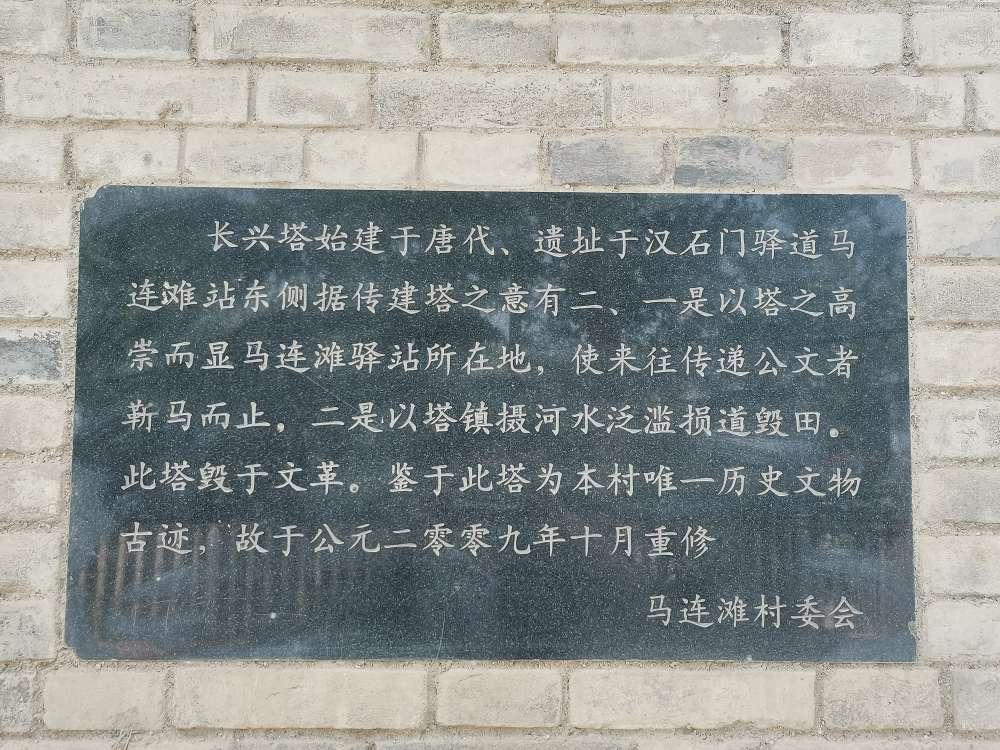 长兴塔始建于唐代、遗址于汉石门驿道马
连滩站东侧据传建塔之意有二、一是以塔之高
崇而显马连滩驿站所在地，使来往传递公文者
靳马而止。二是以塔镇摄河水泛滥损道毁田。
此塔毁于文革。鉴于此塔为本村唯一历史文物
古迹，故于公元二零零九年十月重修
马连滩村委会